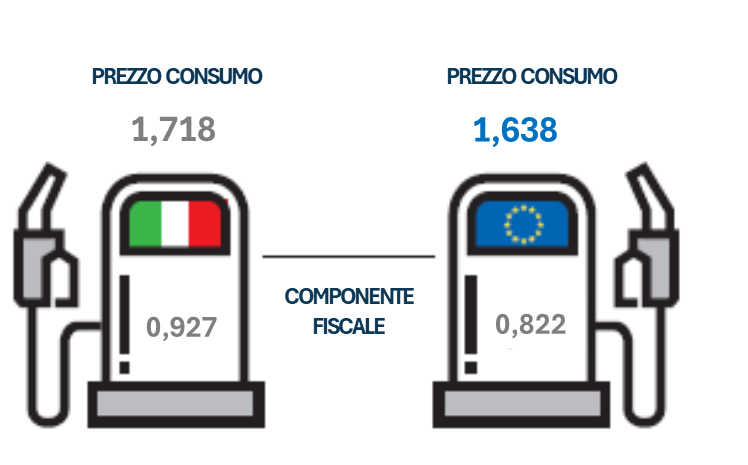 PREZZO CONSUMO
PREZZO CONSUMO
1,718
1,638
COMPONENTE
FISCALE
0,927
0,822